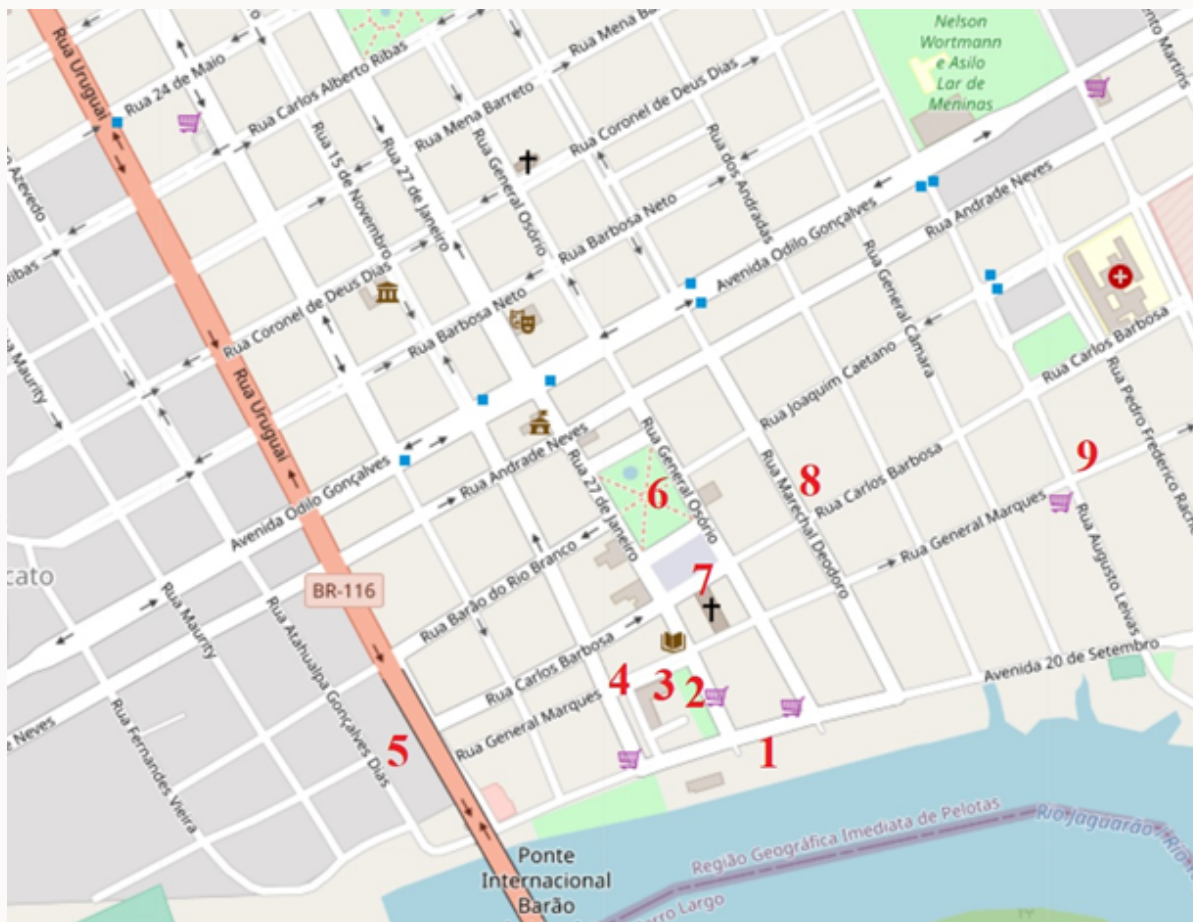 Nelson
Wortmann
e Asilo
Lar de
Meninas
Rua Uruguai
Rua 24 de Maio
Rua Carlos Alberto Ribas
Rua Mena Barreto
Rua Mena
Rua Coronel de Deus Dias
Rua 15 de Novembro
Rua 27 de Janeiro
Rua General Osório
Rua dos Andradas
Rua Barbosa Neto
Avenida Odilo Gonçalves
Rua Andrade Neves
Rua General Câmara
Azevedo
Ribas
Maurity
Rua Coronel de Deus Dias
Rua Barbosa Neto
Rua Uruguai
Rua Joaquim Caetano
Rua Carlos Barbosa
Rua Pedro Frederico
Avenida Odilo Gonçalves
Rua Andrade Neves
Rua 27 de Janeiro
Rua General Osório
Rua Marechal Deodoro
Rua Carlos Barbosa
Rua General Marques
Rua Augusto Leivas
6
8
9
cato
BR-116
Rua Maurity
Rua Atahualpa Gonçalves Dias
Rua Barão do Rio Branco
Rua Carlos Barbosa
Rua General Marques
7
4
3
2
Avenida 20 de Setembro
Neves
Rua Fernandes Vieira
5
1
Ponte
Internacional
Barão
Região Geográfica Imediata de Pelotas
Rio Jaguarão
Cerro Largo